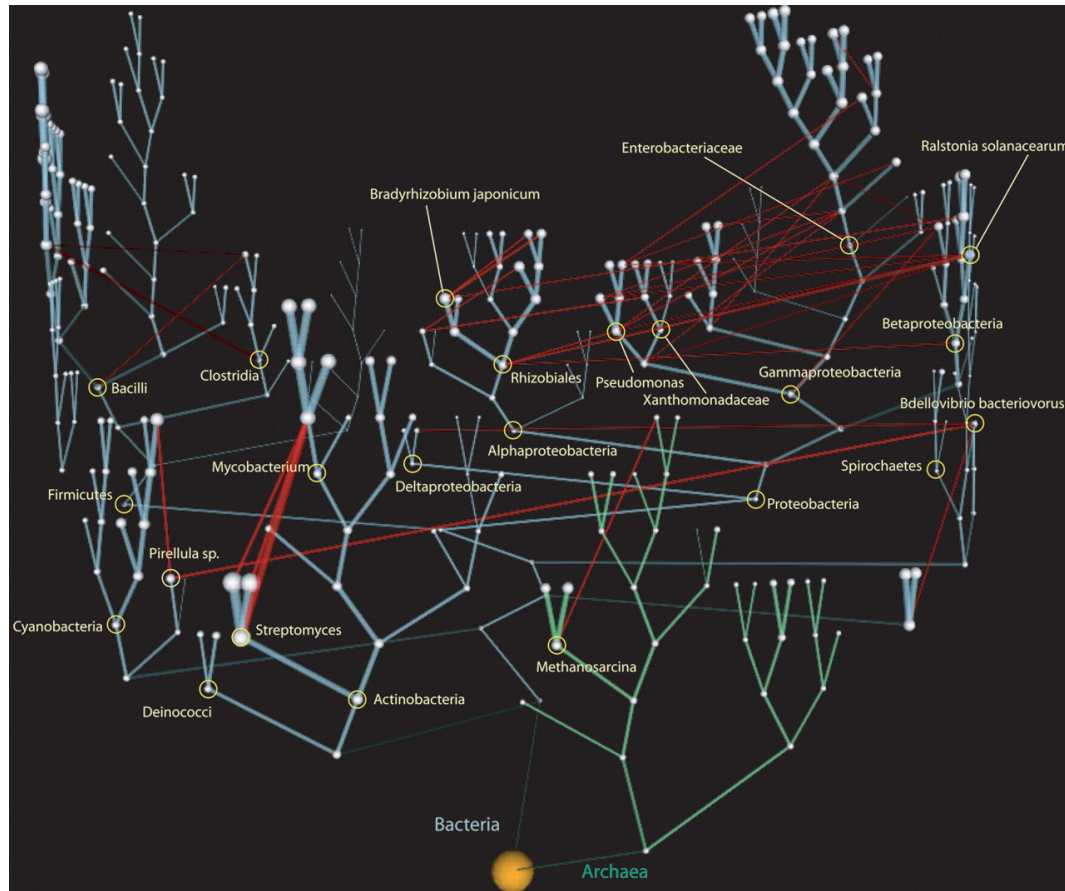 Enterobacteriaceae
Ralstonia solanacearum
Bradyrhizobium japonicum
Betaproteobacteria
Clostridia
Bacilli
Rhizobiales
Pseudomonas
Gammaproteobacteria
Xanthomonadaceae
Bdellovibrio bacteriovorus
Alphaproteobacteria
Mycobacterium
Deltaproteobacteria
Spirochaetes
Firmicutes
Proteobacteria
Pirellula sp.
Cyanobacteria
Streptomyces
Methanosarcina
Deinococci
Actinobacteria
Bacteria
Archaea